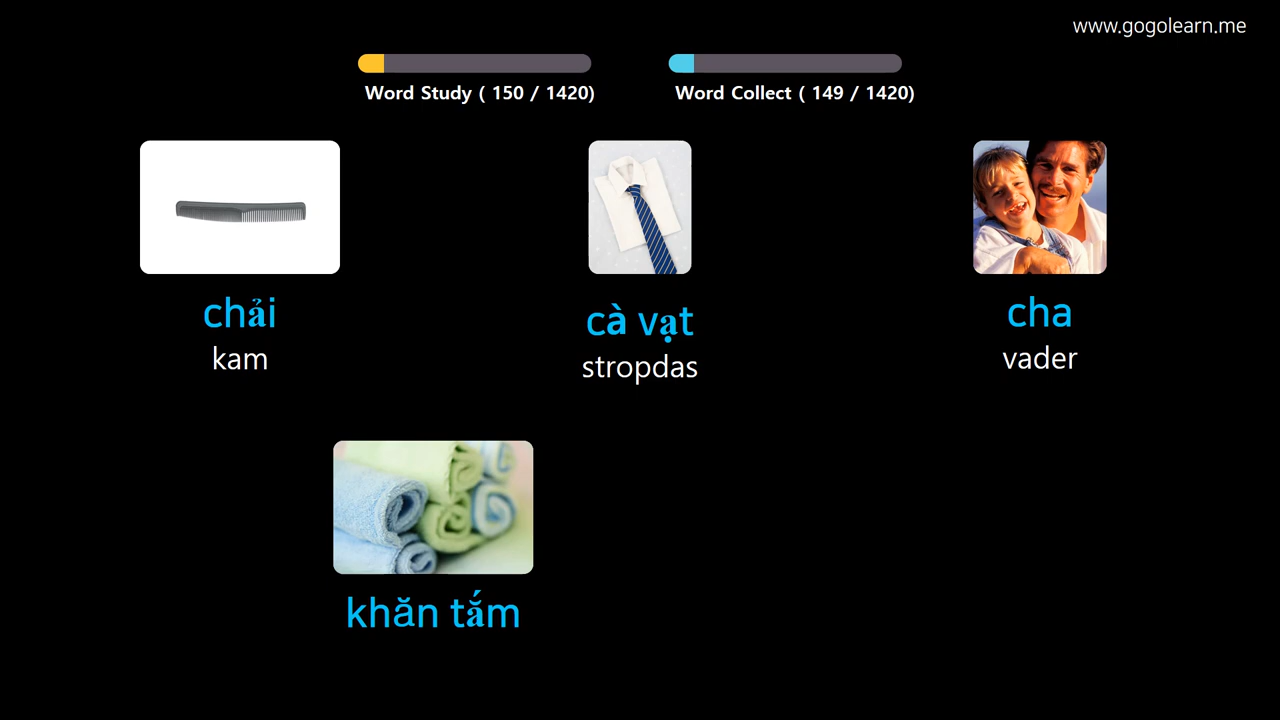 www.gogolearn.me
Word Study ( 150 / 1420)
Word Collect ( 149 / 1420)
chải
kam
cà vạt
stropdas
cha
vader
khăn tắm